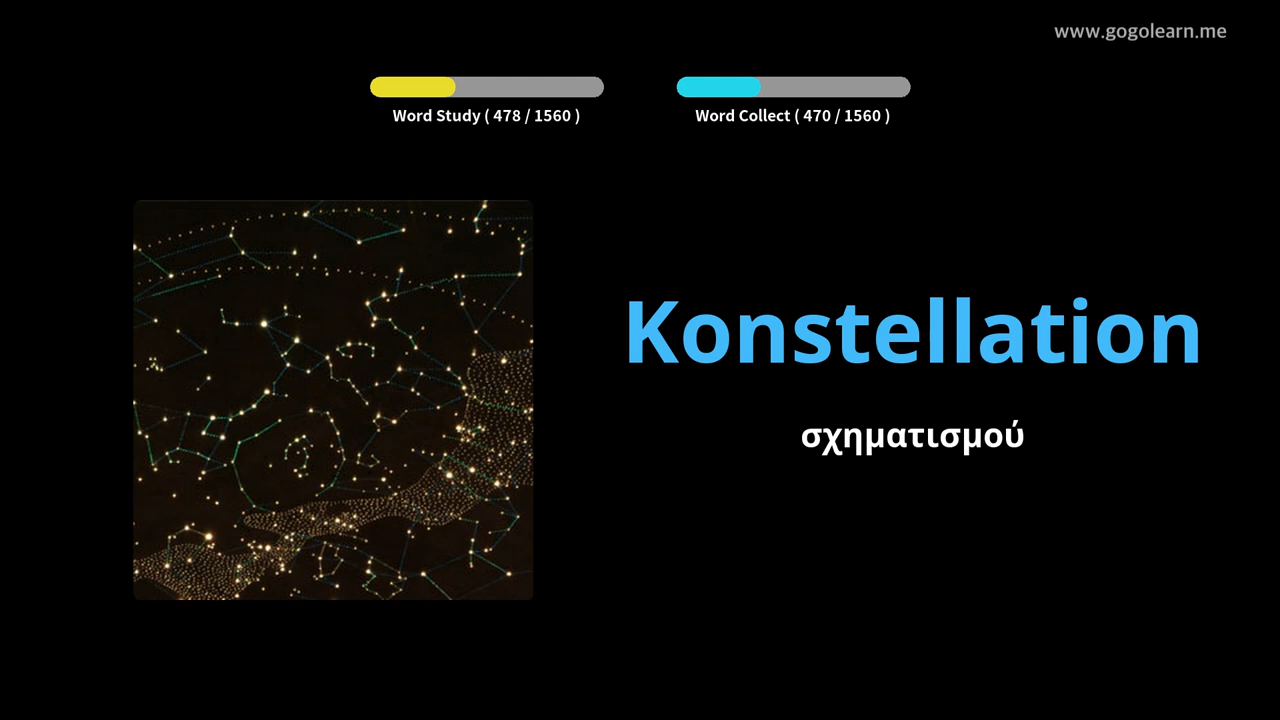 www.gogolearn.me
Word Study ( 478 / 1560 )
Word Collect ( 470 / 1560 )
Konstellation
σχηματισμού